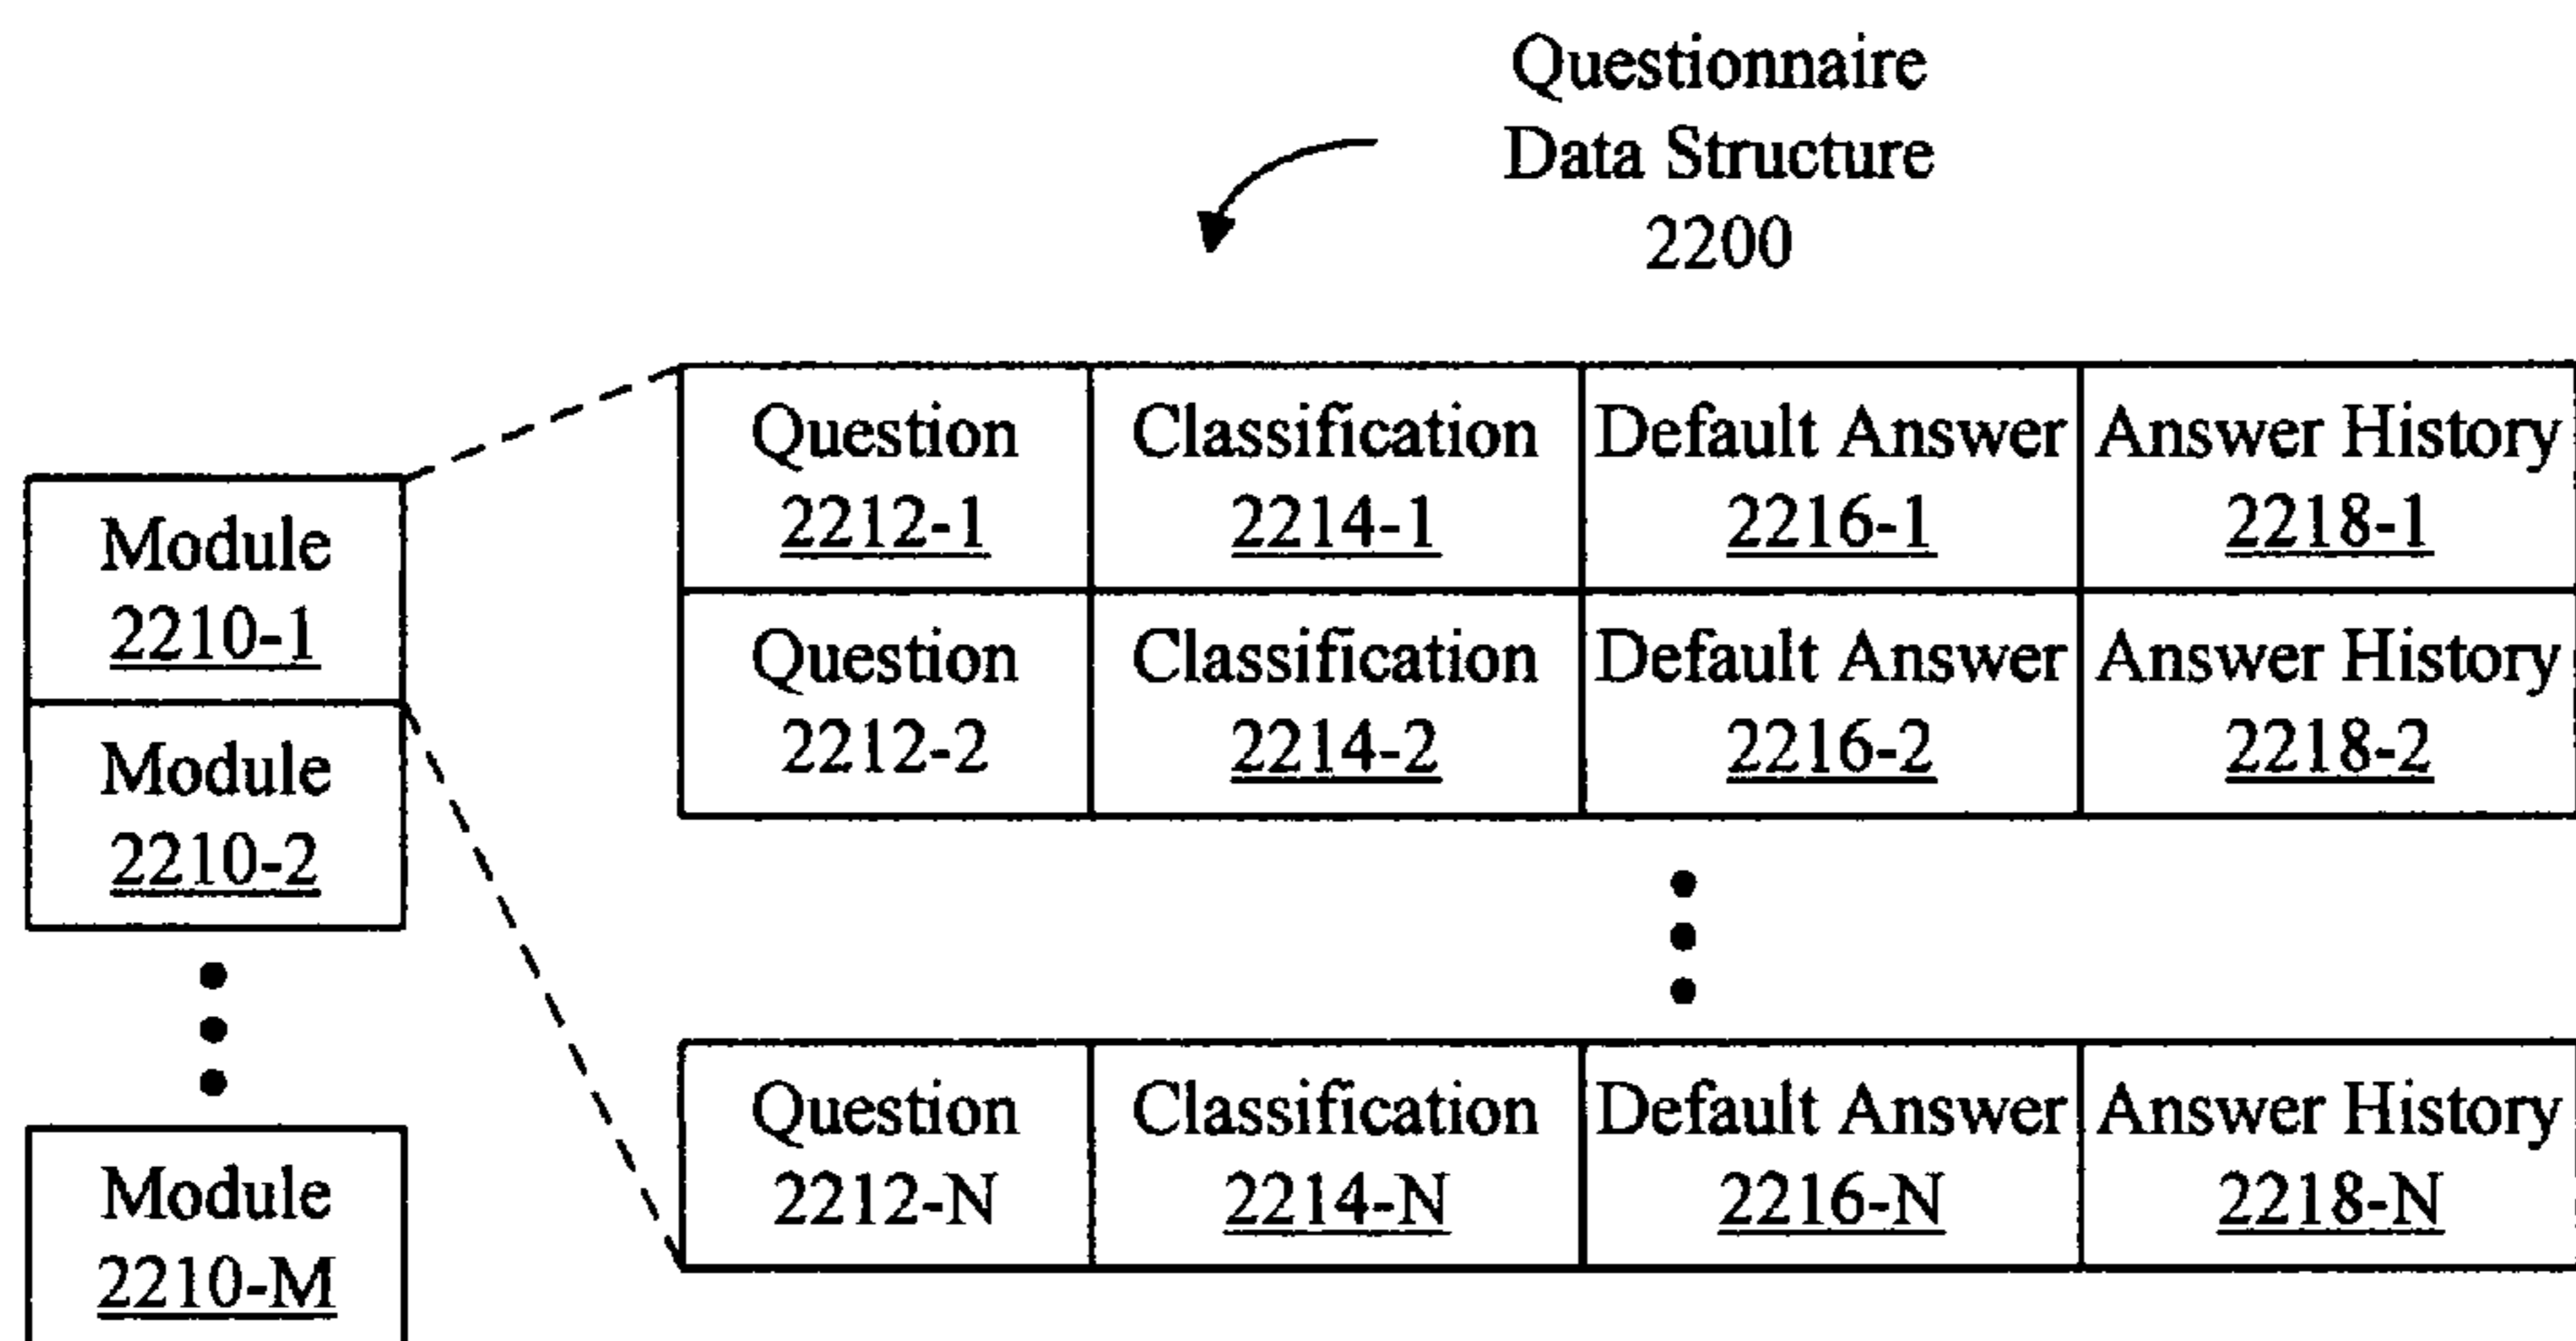 Questionnaire
Data Structure
2200
Module
2210-1
Module
2210-2
Module
2210-M
Question
2212-1
Classification
2214-1
Default Answer
2216-1
Answer History
2218-1
Question
2212-2
Classification
2214-2
Default Answer
2216-2
Answer History
2218-2
Question
2212-N
Classification
2214-N
Default Answer
2216-N
Answer History
2218-N